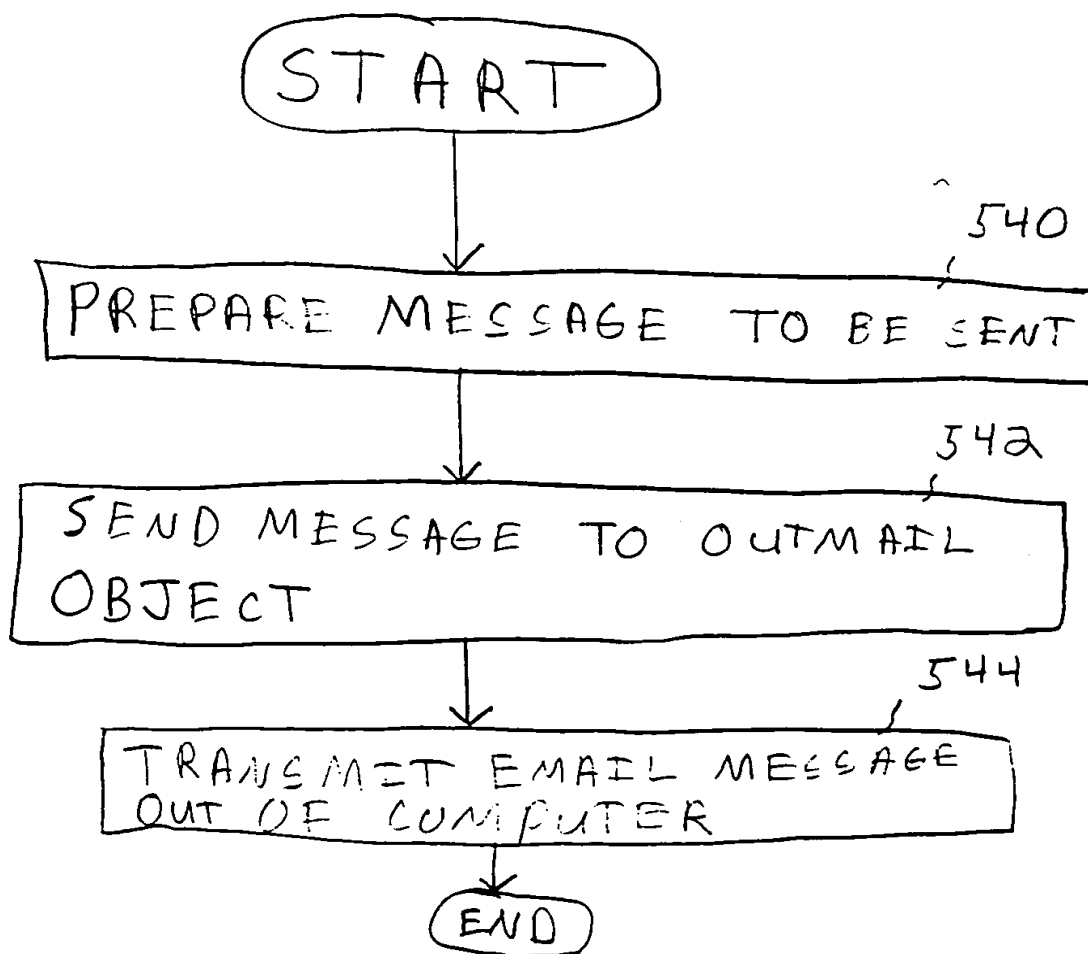 START
540
PREPARE MESSAGE TO BE SENT
542
SEND MESSAGE TO OUTMAIL
OBJECT
544
TRANSMIT EMAIL MESSAGE
OUT OF COMPUTER
END